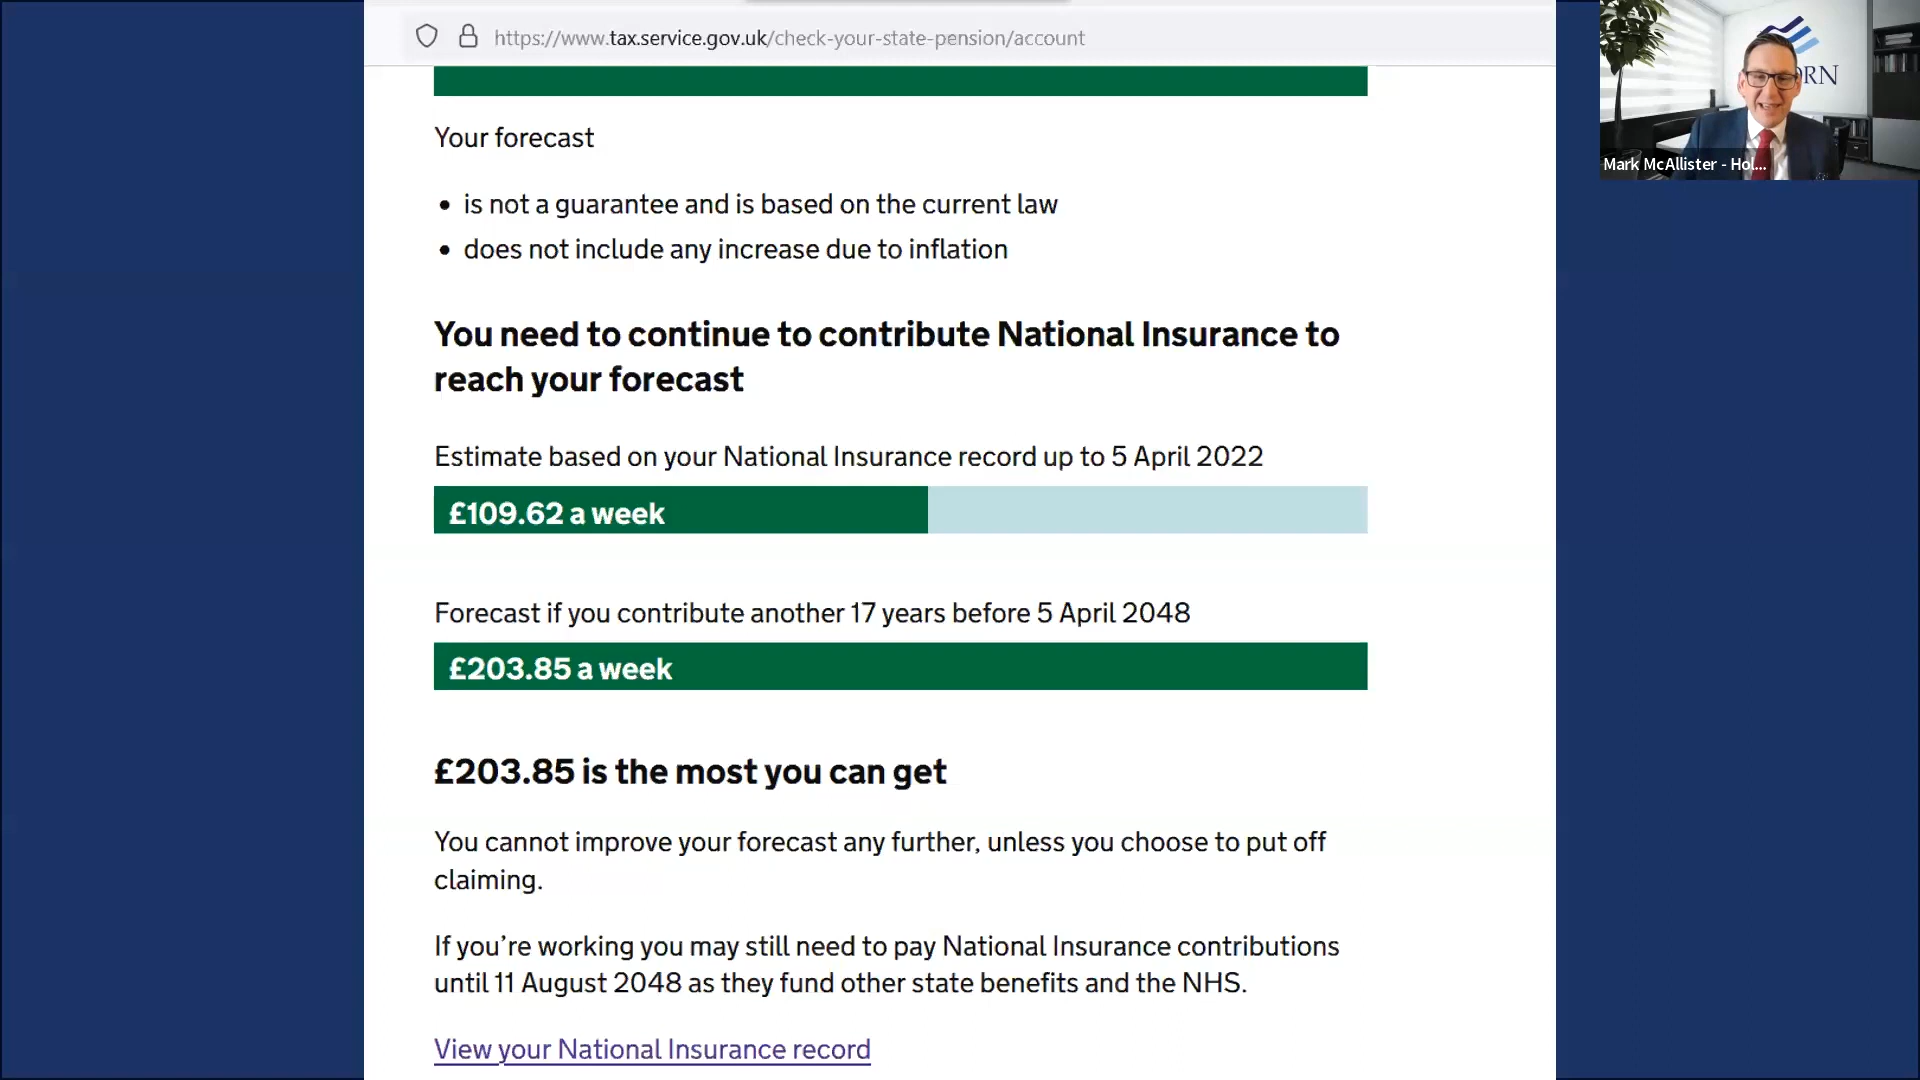 https://www.tax.service.gov.uk/check-your-state-pension/account
ORN
Mark McAllister - Hol...
Your forecast
• is not a guarantee and is based on the current law
• does not include any increase due to inflation
You need to continue to contribute National Insurance to
reach your forecast
Estimate based on your National Insurance record up to 5 April 2022
£109.62 a week
Forecast if you contribute another 17 years before 5 April 2048
£203.85 a week
£203.85 is the most you can get
You cannot improve your forecast any further, unless you choose to put off
claiming.
If you’re working you may still need to pay National Insurance contributions
until 11 August 2048 as they fund other state benefits and the NHS.
View your National Insurance record